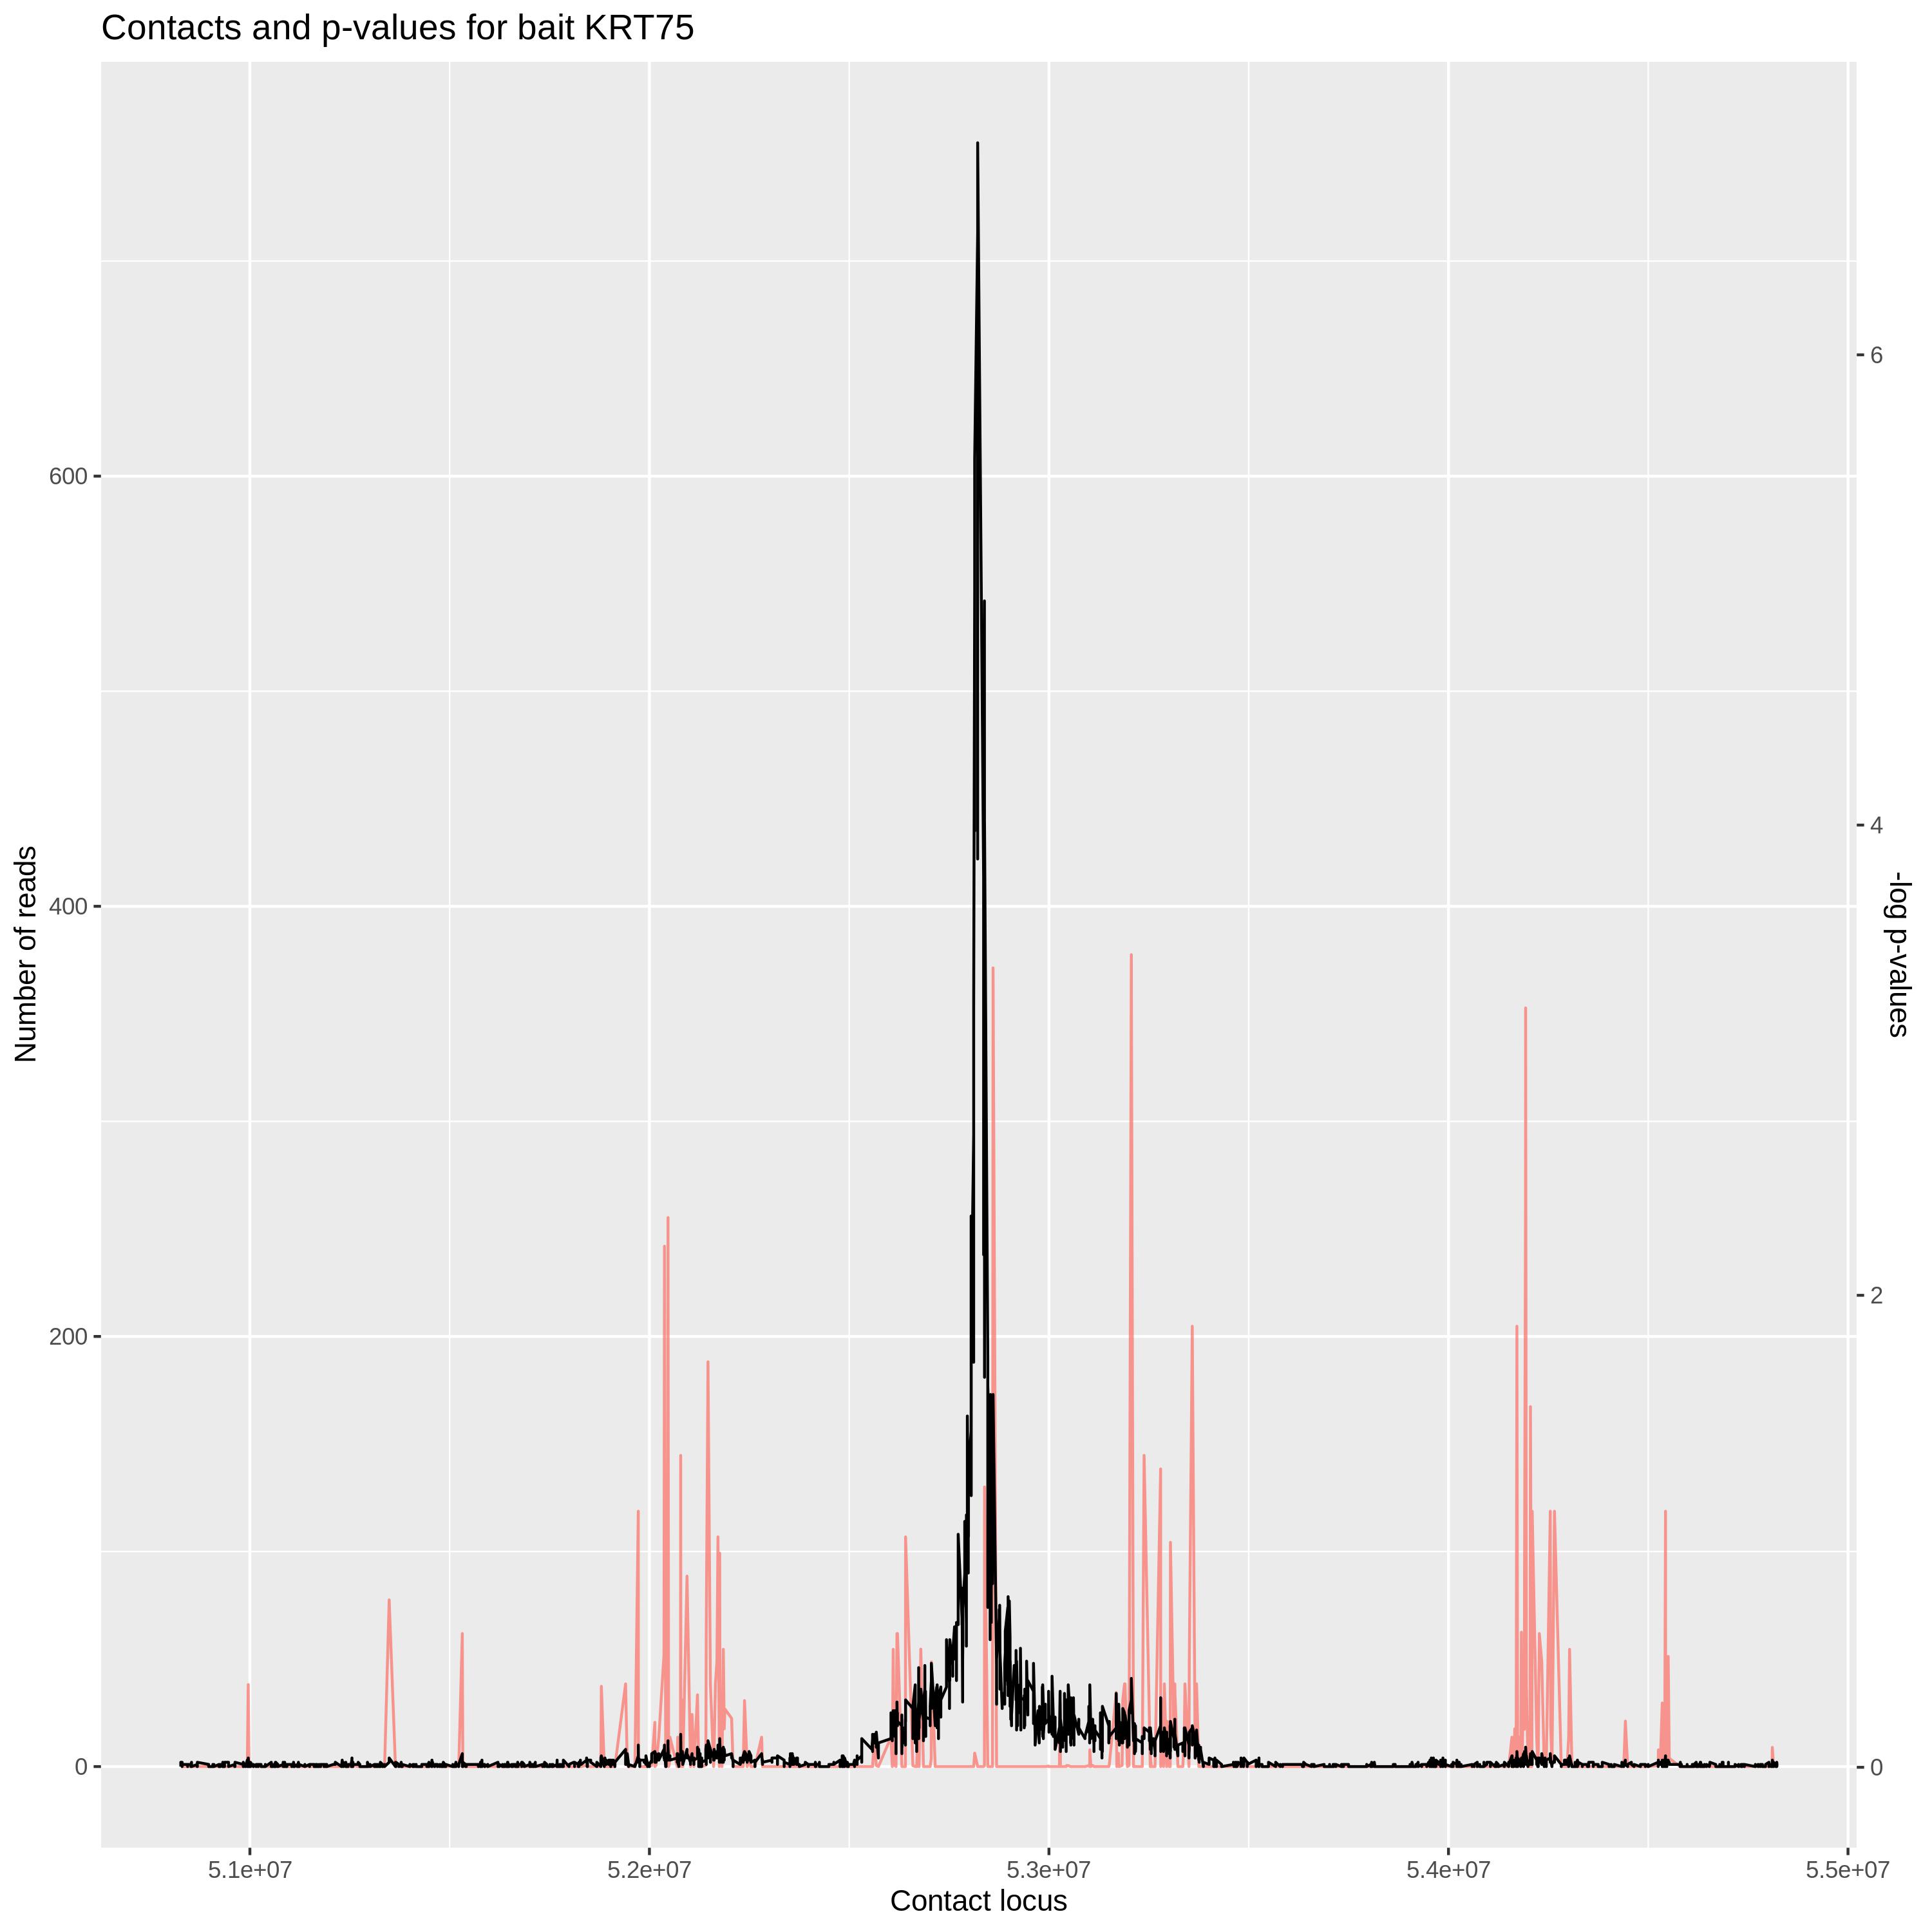 Contacts and p-values for bait KRT75
Number of reads
600
400
200
0
6
4
2
0
-log p-values
5.1e+07 5.2e+07 5.3e+07 5.4e+07 5.5e+07
Contact locus